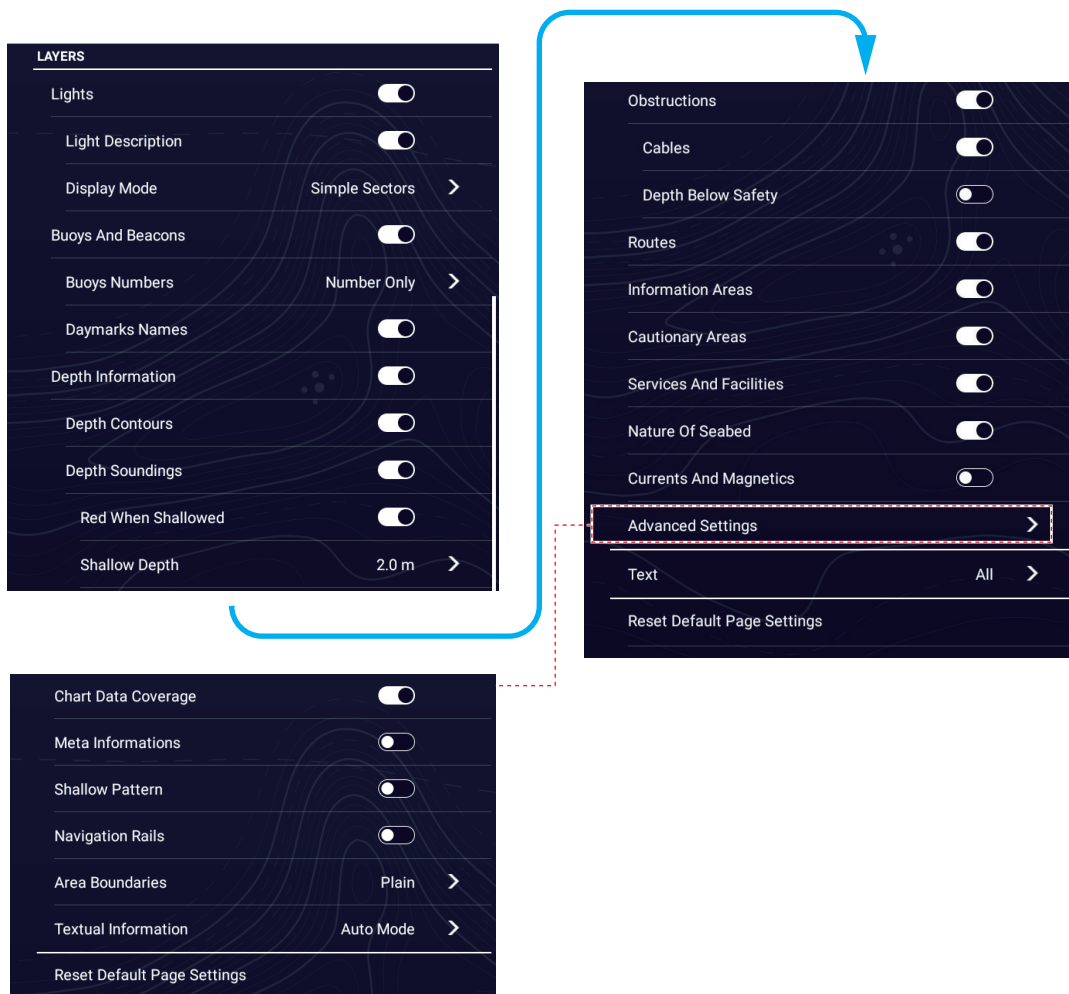 LAYERS
Lights
Light Description
Display Mode Simple Sectors
Buoys And Beacons
Buoys Numbers Number Only
Daymarks Names
Depth Information
Depth Contours
Depth Soundings
Red When Shallowed
Shallow Depth 2.0 m
Obstructions
Cables
Depth Below Safety
Routes
Information Areas
Cautionary Areas
Services And Facilities
Nature Of Seabed
Currents And Magnetics
Advanced Settings
Text All
Reset Default Page Settings
Chart Data Coverage
Meta Informations
Shallow Pattern
Navigation Rails
Area Boundaries Plain
Textual Information Auto Mode
Reset Default Page Settings